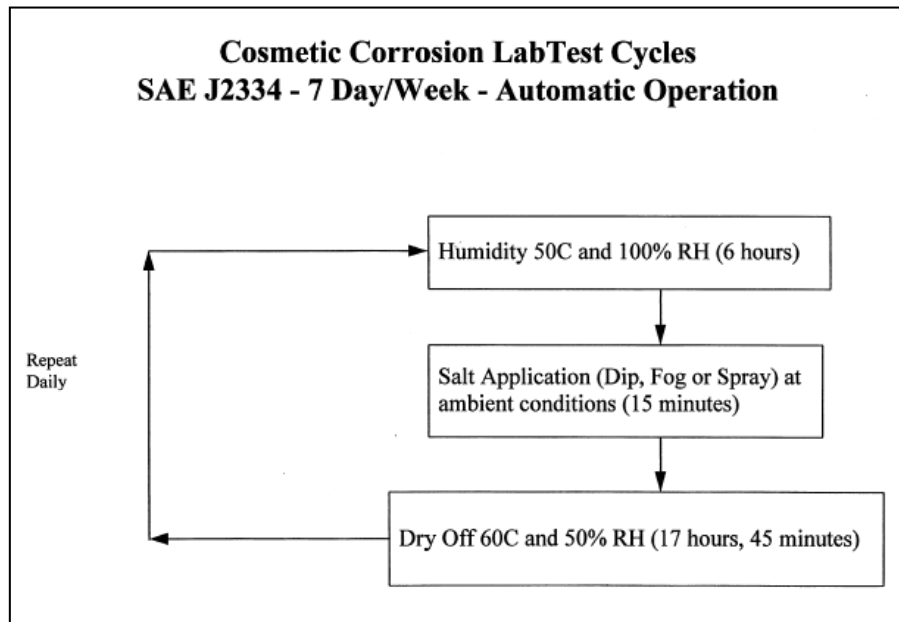 Cosmetic Corrosion LabTest Cycles
SAE J2334 - 7 Day/Week - Automatic Operation
Humidity 50C and 100% RH (6 hours)
Repeat
Daily
Salt Application (Dip, Fog or Spray) at
ambient conditions (15 minutes)
Dry Off 60C and 50% RH (17 hours, 45 minutes)